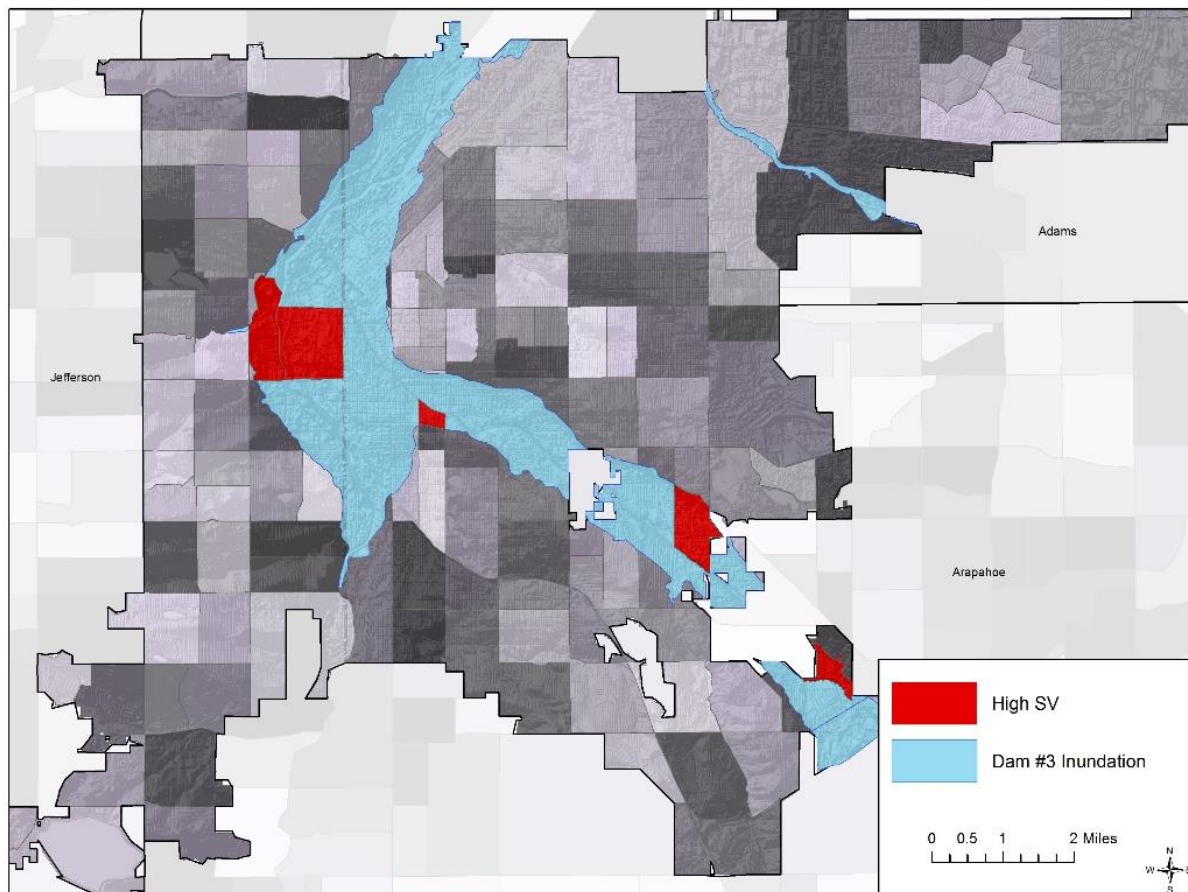 Adams
Jefferson
Arapahoe
High SV
Dam #3 Inundation
0 0.5 1 2 Miles
N
W E
S